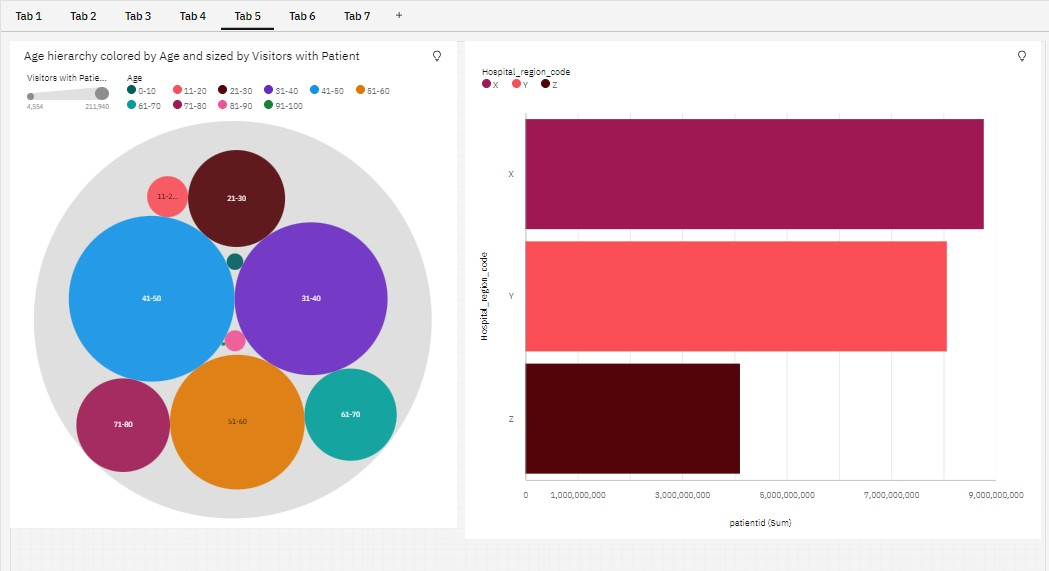 Tab 1 Tab 2 Tab 3 Tab 4 Tab 5 Tab 6 Tab 7 +
Age hierarchy colored by Age and sized by Visitors with Patient
Visitors with Patie...
4,554 211,940
Age
0-10 11-20 21-30 31-40 41-50 51-60
61-70 71-80 81-90 91-100
11-2...
21-30
41-50
31-40
71-80
51-60
61-70
Hospital_region_code
X Y Z
Hospital_region_code
X
Y
Z
0 1,000,000,000 3,000,000,000 5,000,000,000 7,000,000,000 9,000,000,000
patientid (Sum)